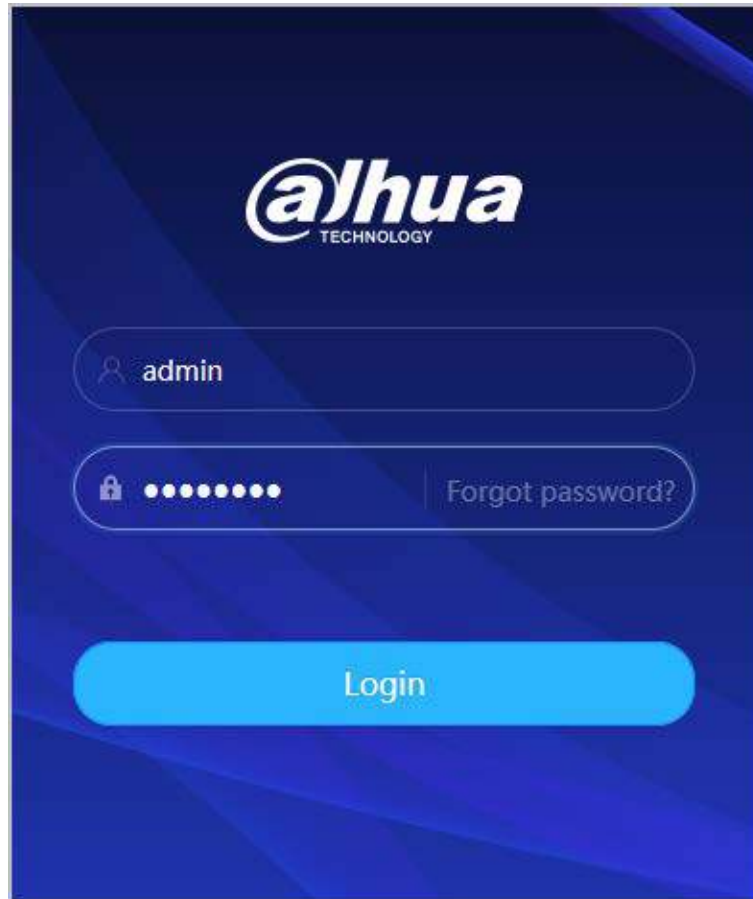 alhua
TECHNOLOGY
admin
••••••••
Forgot password?
Login